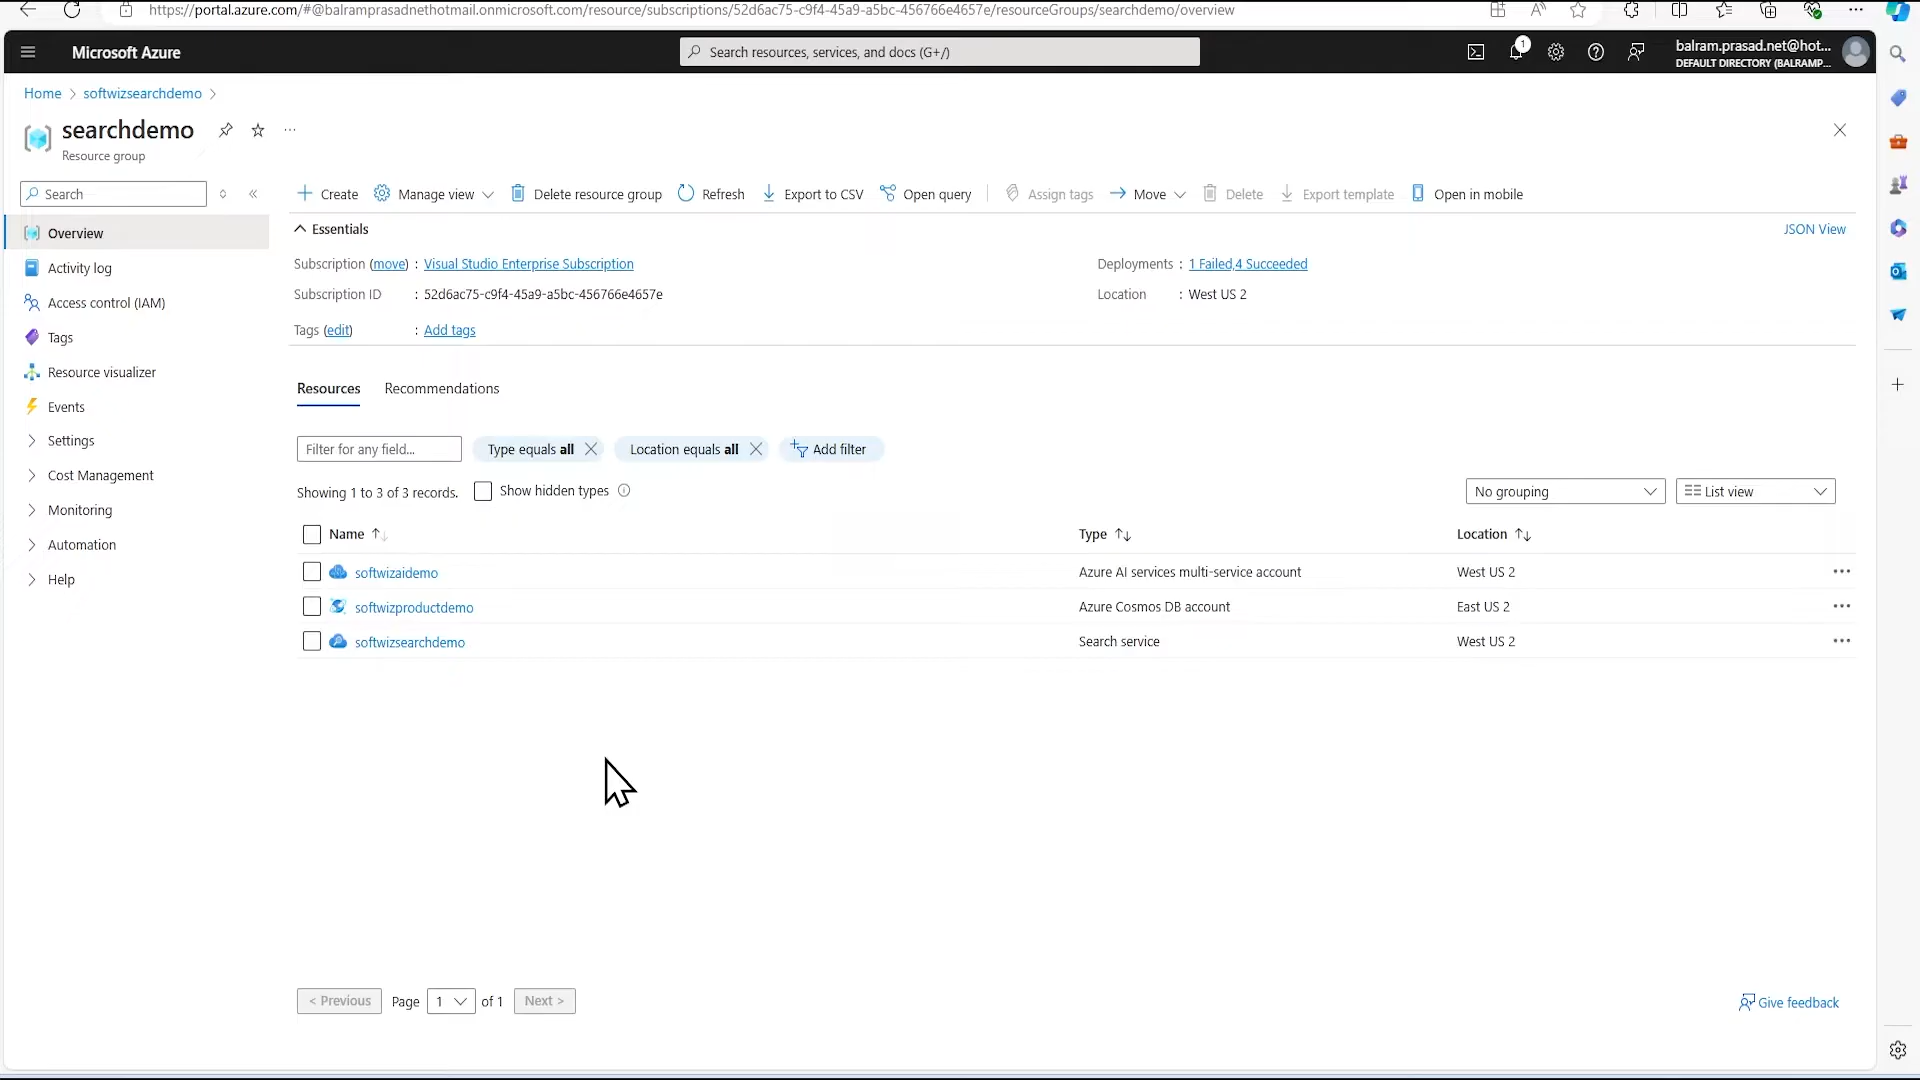 https://portal.azure.com/#@balramprasadnethotmail.onmicrosoft.com/resource/subscriptions/52d6ac75-c9f4-45a9-a5bc-456766e4657e/resourceGroups/searchdemo/overview
Microsoft Azure
Search resources, services, and docs (G+/)
1
balram.prasad.net@hot...
DEFAULT DIRECTORY (BALRAMP...
Home > softwizsearchdemo >
searchdemo
Resource group
Search
Create Manage view Delete resource group Refresh Export to CSV Open query Assign tags Move Delete Export template Open in mobile
Overview
Activity log
Access control (IAM)
Tags
Resource visualizer
Events
Settings
Cost Management
Monitoring
Automation
Help
Essentials
JSON View
Subscription (move) : Visual Studio Enterprise Subscription
Deployments : 1 Failed,4 Succeeded
Subscription ID : 52d6ac75-c9f4-45a9-a5bc-456766e4657e
Location : West US 2
Tags (edit) : Add tags
Resources Recommendations
Filter for any field... Type equals all Location equals all Add filter
Showing 1 to 3 of 3 records. Show hidden types
No grouping List view
Name Type Location
softwizaidemo Azure AI services multi-service account West US 2
softwizproductdemo Azure Cosmos DB account East US 2
softwizsearchdemo Search service West US 2
< Previous Page 1 of 1 Next >
Give feedback